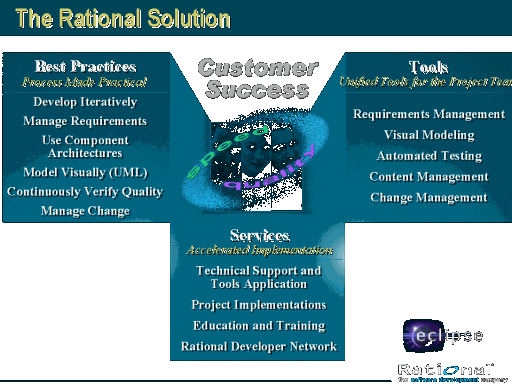 The Rational Solution
Best Practices
Process Made Practical
Develop Iteratively
Manage Requirements
Use Component
Architectures
Model Visually (UML)
Continuously Verify Quality
Manage Change
Customer
Success
speed
quality
Tools
Unified Tools for the Project Team
Requirements Management
Visual Modeling
Automated Testing
Content Management
Change Management
Services
Accelerated Implementation
Technical Support and
Tools Application
Project Implementations
Education and Training
Rational Developer Network
eclipse
Rational
the software development company